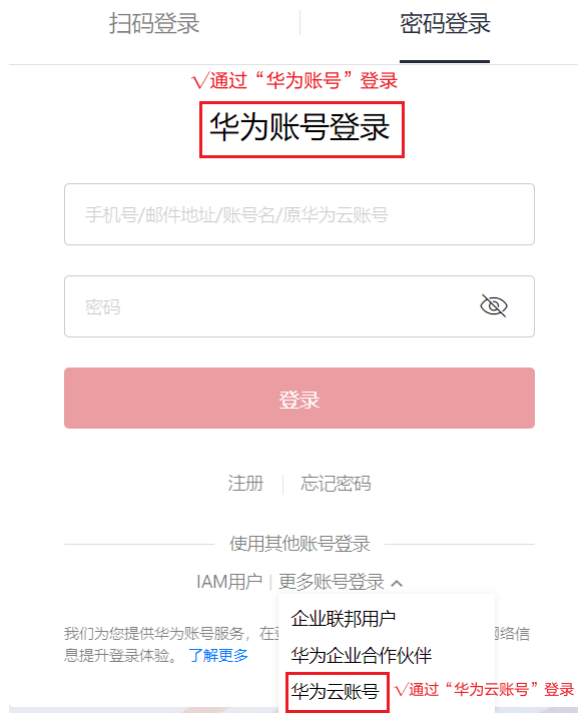 扫码登录
密码登录
√通过“华为账号”登录
华为账号登录
手机号/邮件地址/账号名/原华为云账号
密码
登录
注册 | 忘记密码
使用其他账号登录
IAM用户 | 更多账号登录
企业联邦用户
华为企业合作伙伴
华为云账号
√通过“华为云账号”登录
我们为您提供华为账号服务，在 网络信
息提升登录体验。 了解更多